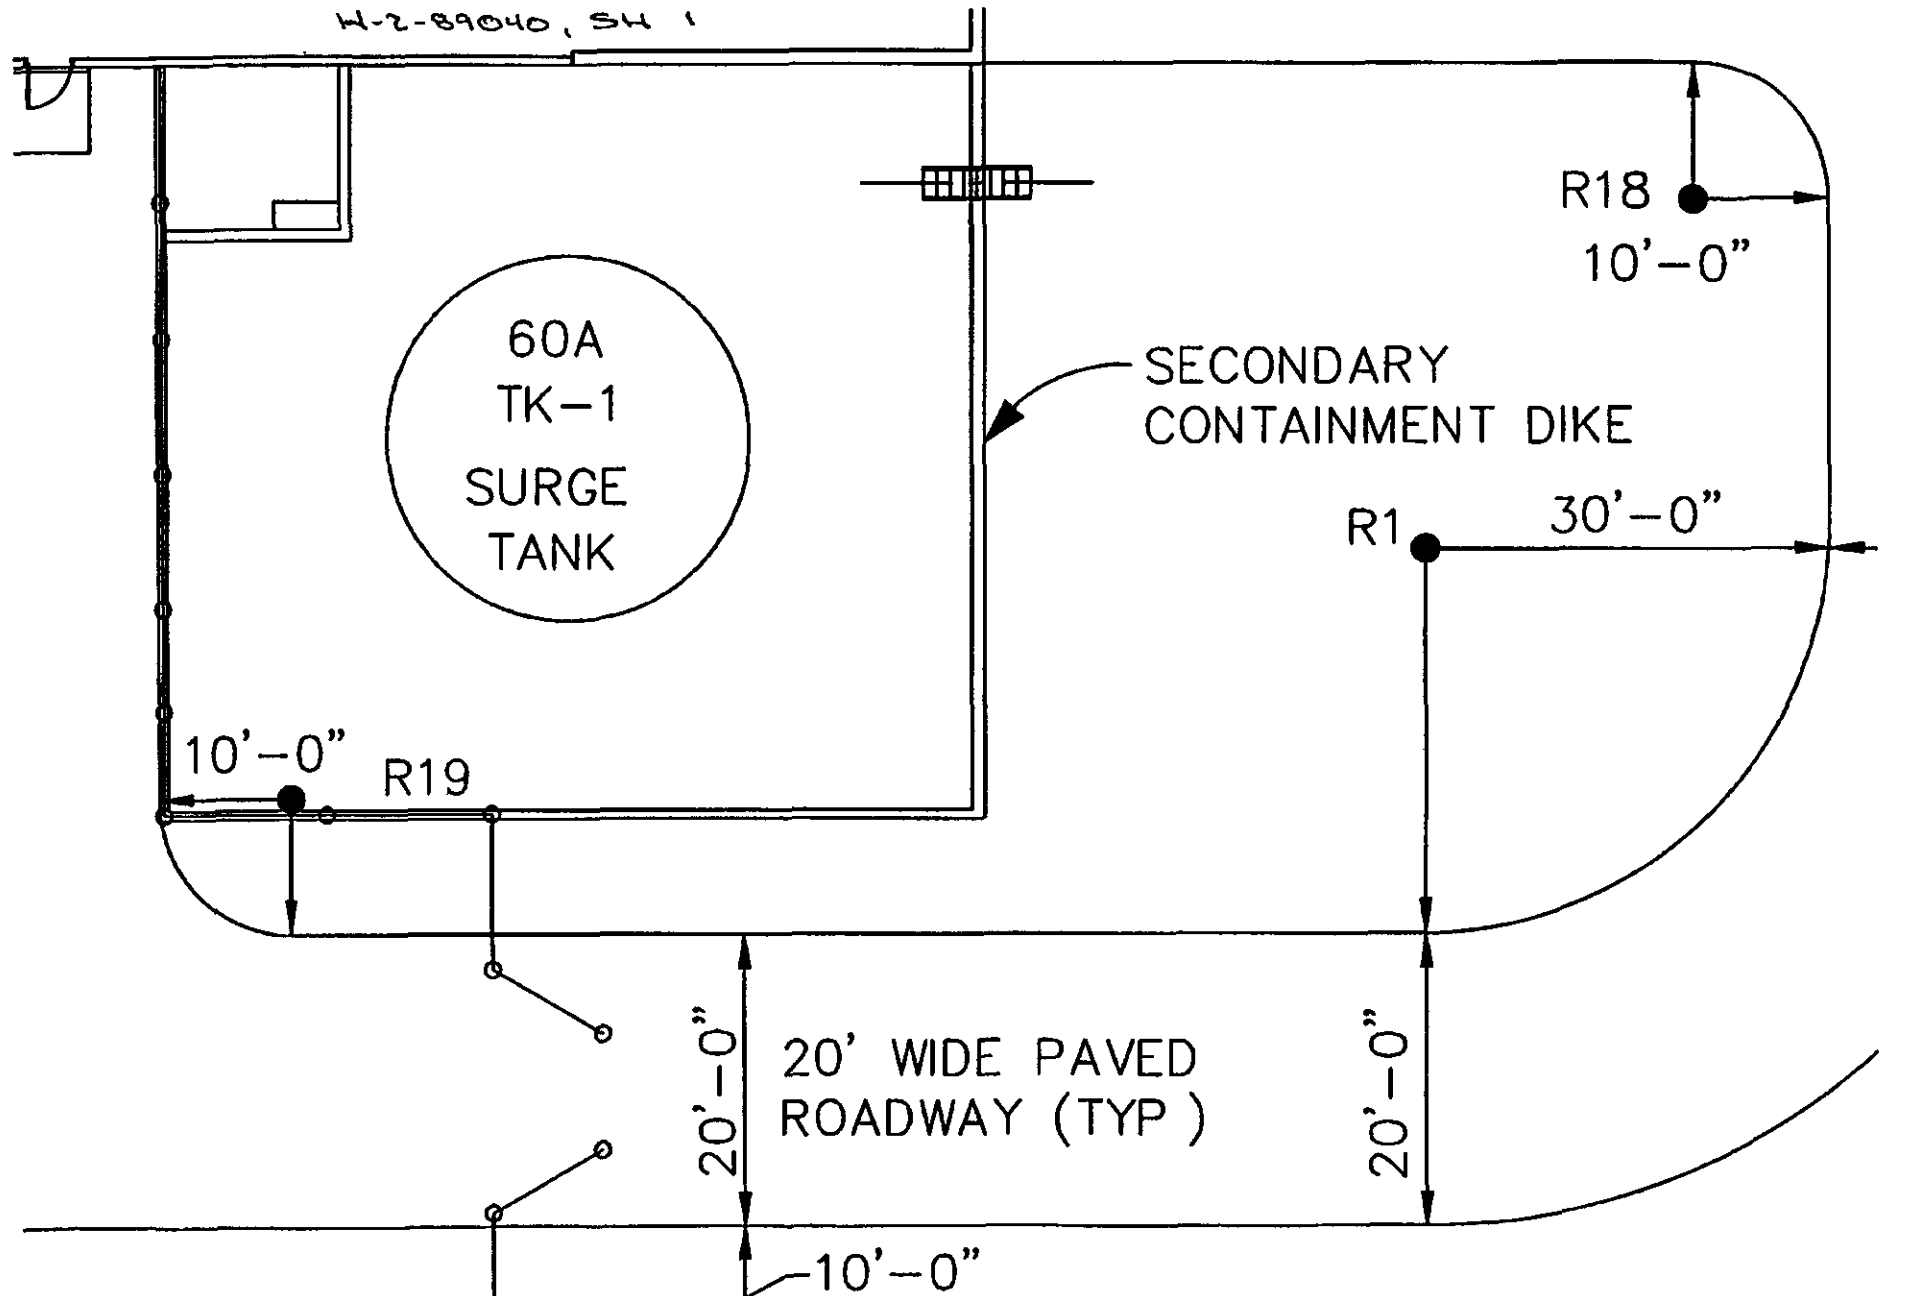 H-2-89040, SH 1
R18
10'-0"
60A
TK-1
SURGE
TANK
SECONDARY
CONTAINMENT DIKE
R1
30'-0"
10'-0"
R19
20'-0"
20' WIDE PAVED
ROADWAY (TYP )
20'-0"
10'-0"